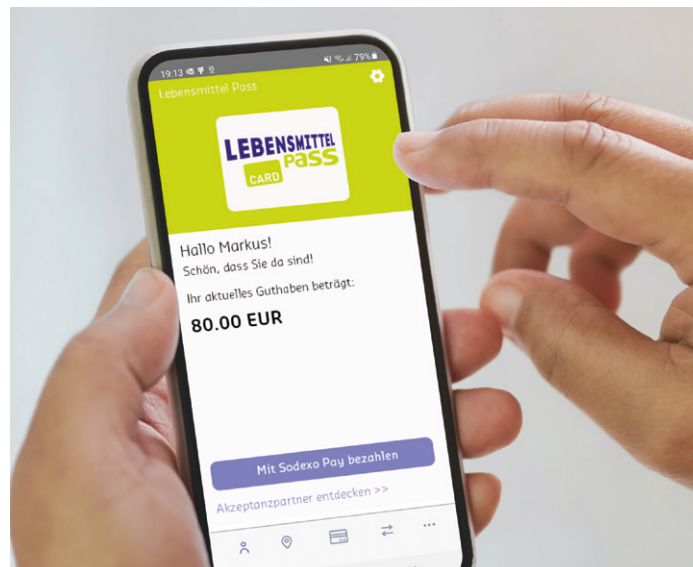 19:13
79%
Lebensmittel Pass
LEBENSMITTEL
Pass
CARD
Hallo Markus!
Schön, dass Sie da sind!
Ihr aktuelles Guthaben beträgt:
80.00 EUR
Mit Sodexo Pay bezahlen
Akzeptanzpartner entdecken >>